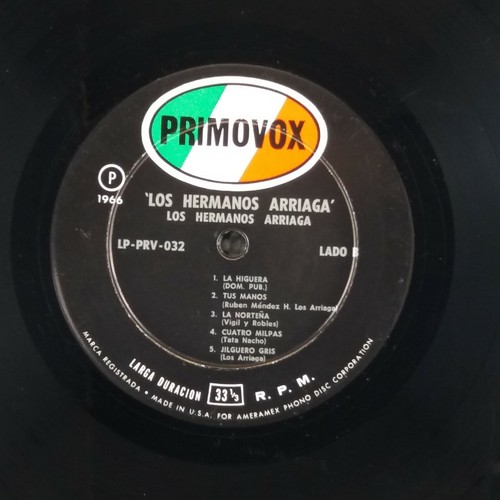 PRIMOVOX
P
1966
'LOS HERMANOS ARRIAGA'
LOS HERMANOS ARRIAGA
LP-PRV-032
LADO B
1. LA HIGUERA
(DOM. PUB.)
2. TUS MANOS
(Ruben Méndez H. Los Arriaga)
3. LA NORTEÑA
(Vigil y Robles)
4. CUATRO MILPAS
(Tata Nacho)
5. JILGUERO GRIS
(Los Arriaga)
LARGA DURACION 33 1/3 R. P. M.
MARCA REGISTRADA • MADE IN U.S.A. FOR AMERAMEX PHONO DISC CORPORATION